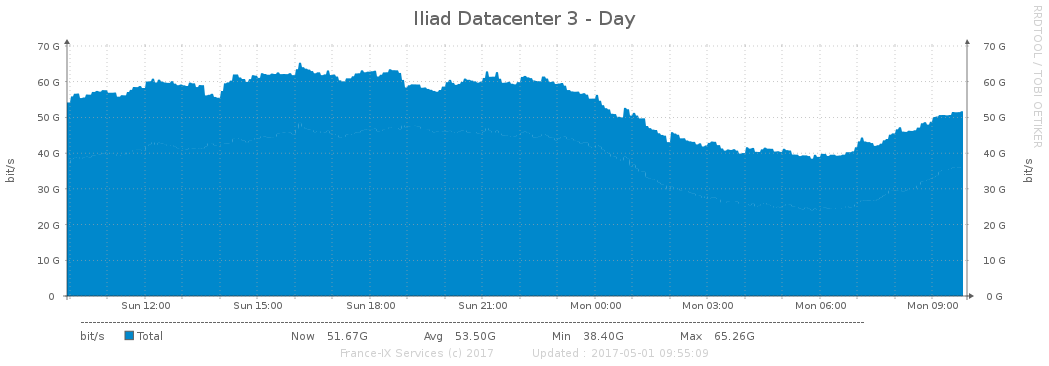 Iliad Datacenter 3 - Day
RRDTOOL / TOBI OETIKER
70 G 70 G
60 G 60 G
50 G 50 G
40 G 40 G
30 G 30 G
20 G 20 G
10 G 10 G
0 0 G
bit/s
bit/s
Sun 12:00 Sun 15:00 Sun 18:00 Sun 21:00 Mon 00:00 Mon 03:00 Mon 06:00 Mon 09:00
bit/s Total Now 51.67G Avg 53.50G Min 38.40G Max 65.26G
France-IX Services (c) 2017 Updated : 2017-05-01 09:55:09